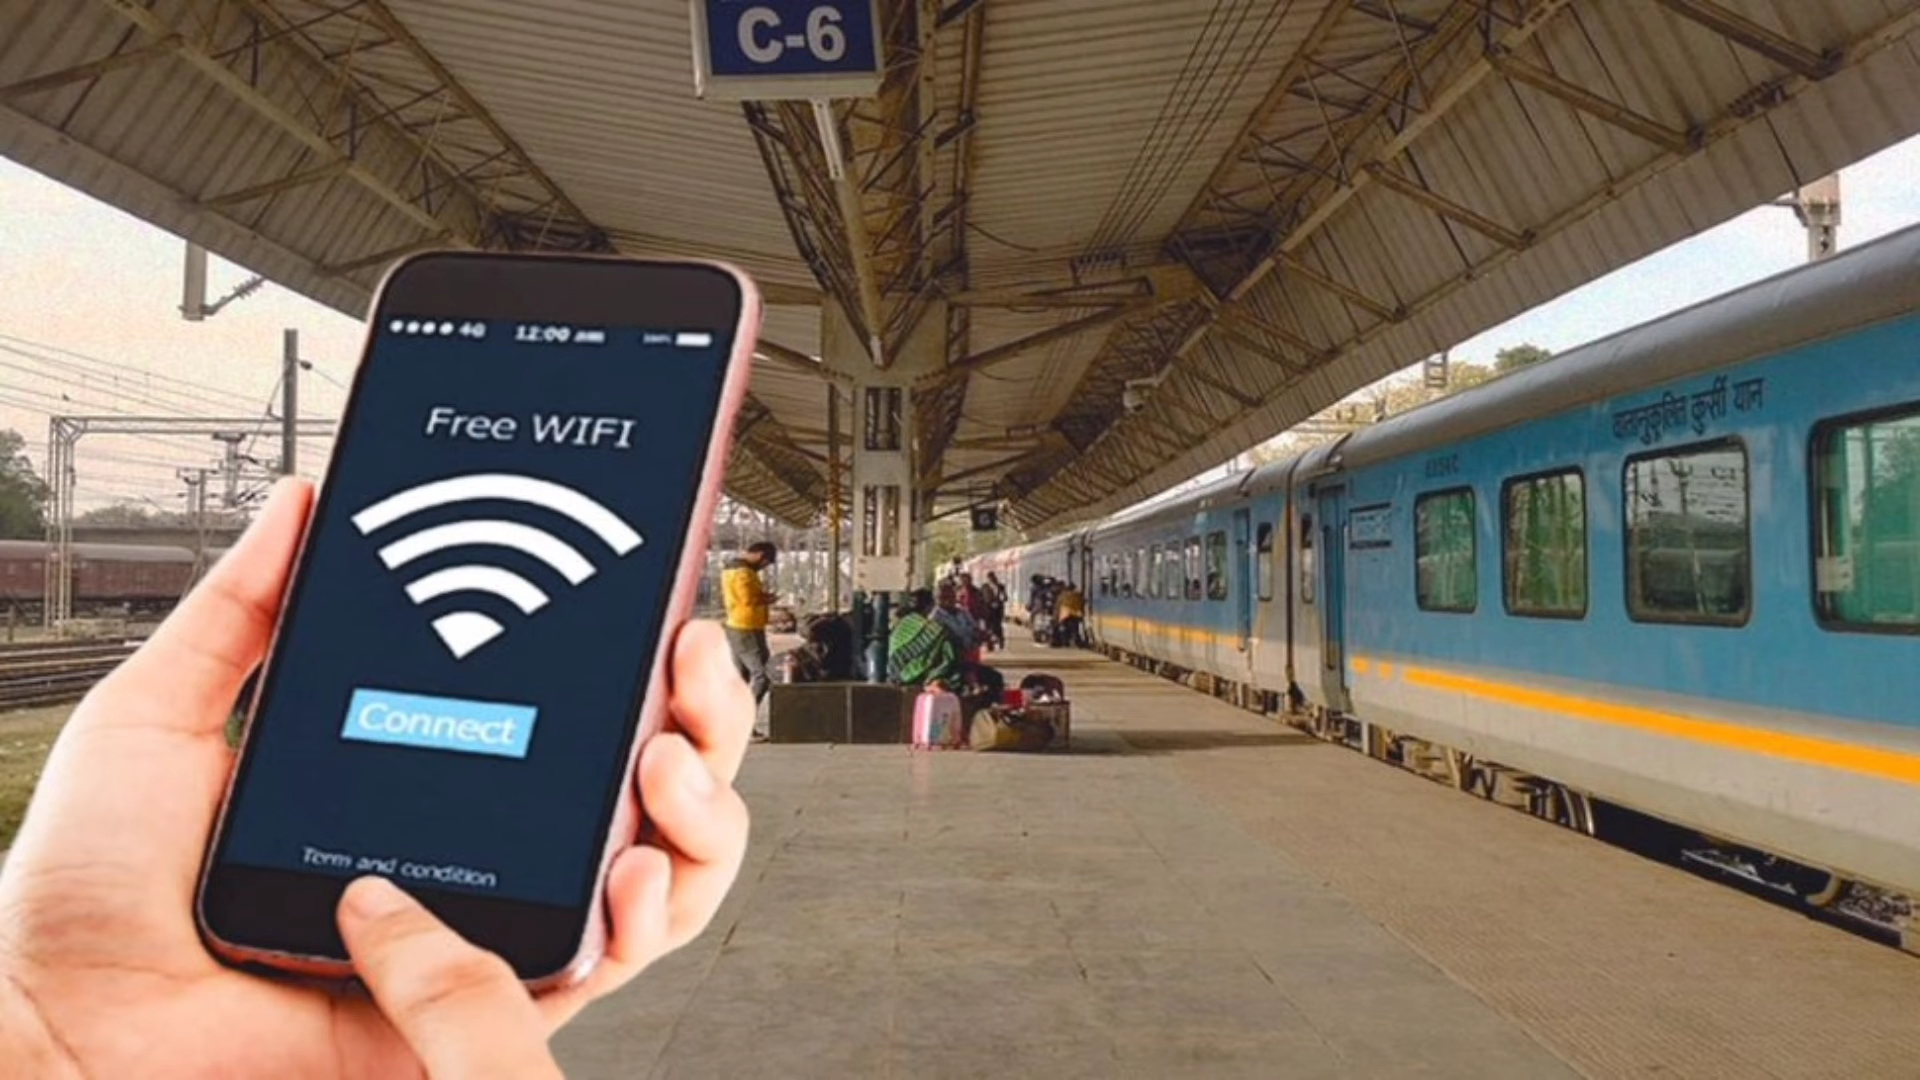 C-6
4G 12:00 am
Free WIFI
Connect
Term and condition
वातानुकूलित कुर्सी यान